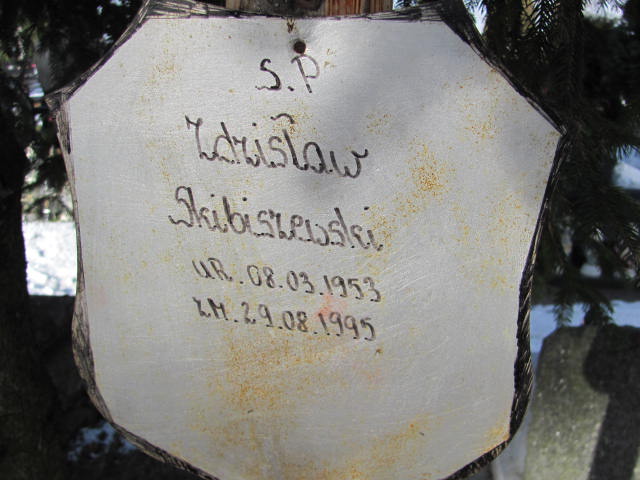 S.P
Zdzisław
Skibiszewski
UR. 08.03.1953
ZM. 29.08.1995